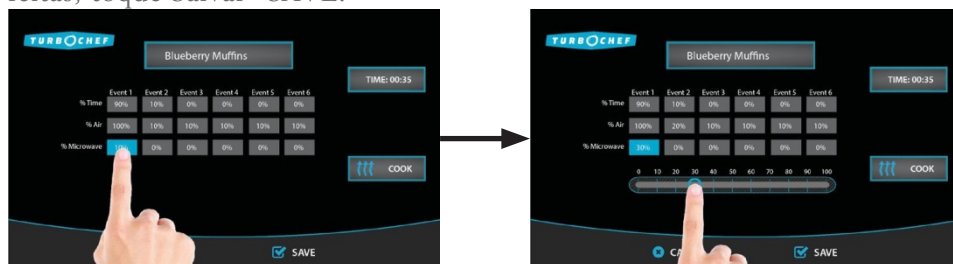 feitas, toque Salvar "SAVE."
TURBOCHEF
Blueberry Muffins
TIME: 00:35
Event 1 Event 2 Event 3 Event 4 Event 5 Event 6
% Time 90% 10% 0% 0% 0% 0%
% Air 100% 10% 10% 10% 10% 10%
% Microwave 10% 0% 0% 0% 0% 0%
COOK
SAVE
TURBOCHEF
Blueberry Muffins
TIME: 00:35
Event 1 Event 2 Event 3 Event 4 Event 5 Event 6
% Time 90% 10% 0% 0% 0% 0%
% Air 100% 20% 10% 10% 10% 10%
% Microwave 30% 0% 0% 0% 0% 0%
COOK
0 10 20 30 40 50 60 70 80 90 100
SAVE